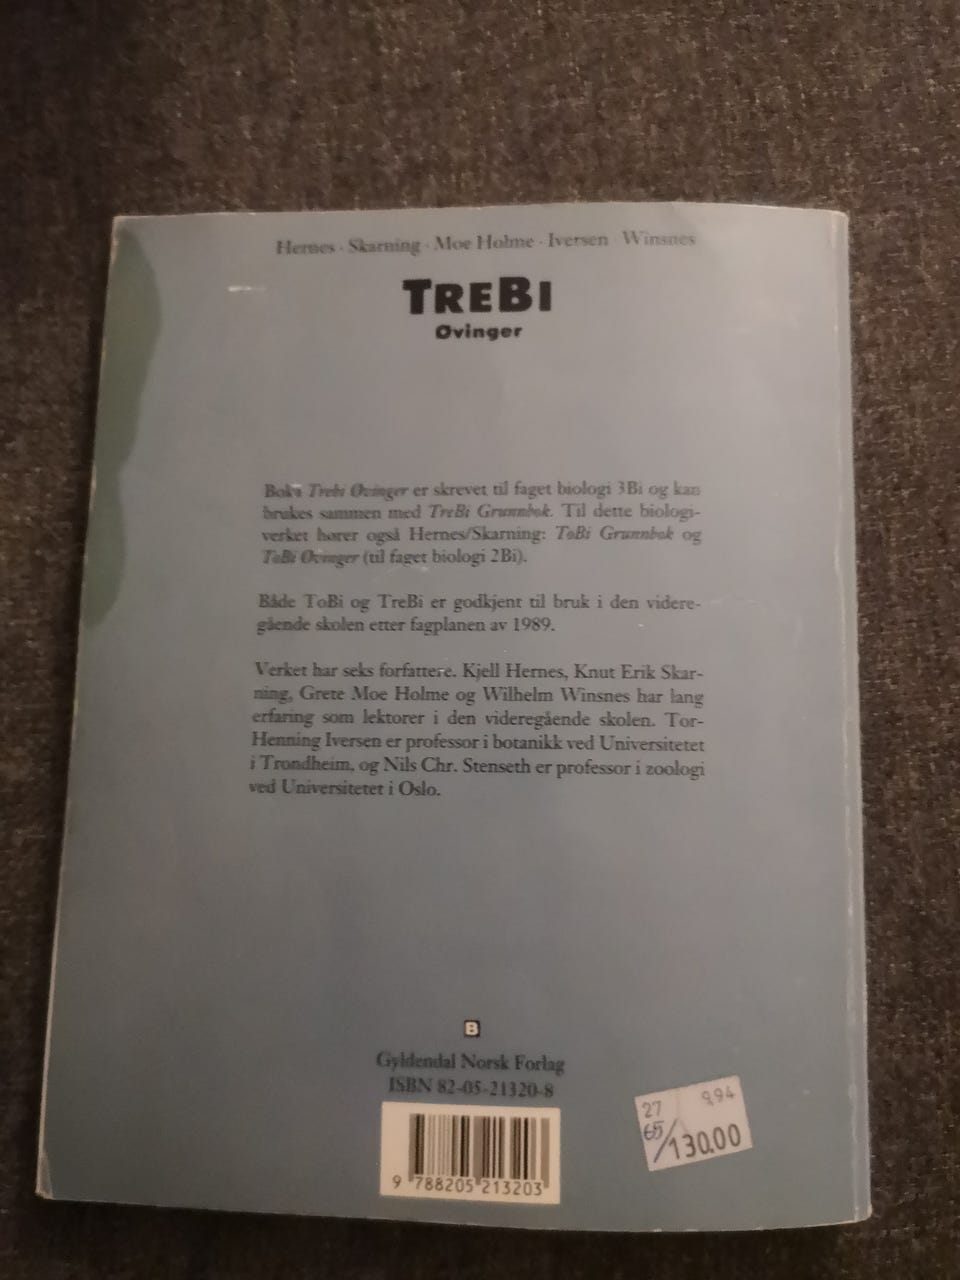 Hernes · Skarning · Moe Holme · Iversen · Winsnes
TREBI
Øvinger
Boka Trebi Øvinger er skrevet til faget biologi 3Bi og kan
brukes sammen med TreBi Grunnbok. Til dette biologi-
verket hører også Hernes/Skarning: ToBi Grunnbok og
ToBi Øvinger (til faget biologi 2Bi).
Både ToBi og TreBi er godkjent til bruk i den videre-
gående skolen etter fagplanen av 1989.
Verket har seks forfattere. Kjell Hernes, Knut Erik Skar-
ning, Grete Moe Holme og Wilhelm Winsnes har lang
erfaring som lektorer i den videregående skolen. Tor-
Henning Iversen er professor i botanikk ved Universitetet
i Trondheim, og Nils Chr. Stenseth er professor i zoologi
ved Universitetet i Oslo.
B
Gyldendal Norsk Forlag
ISBN 82-05-21320-8
9 788205 213203
27 9,94
65/130.00